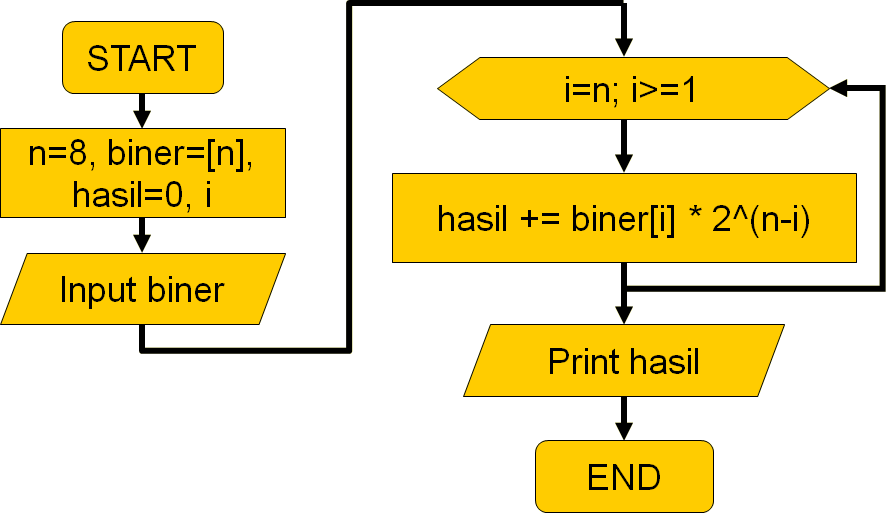 START
n=8, biner=[n],
hasil=0, i
Input biner
i=n; i>=1
hasil += biner[i] * 2^(n-i)
Print hasil
END